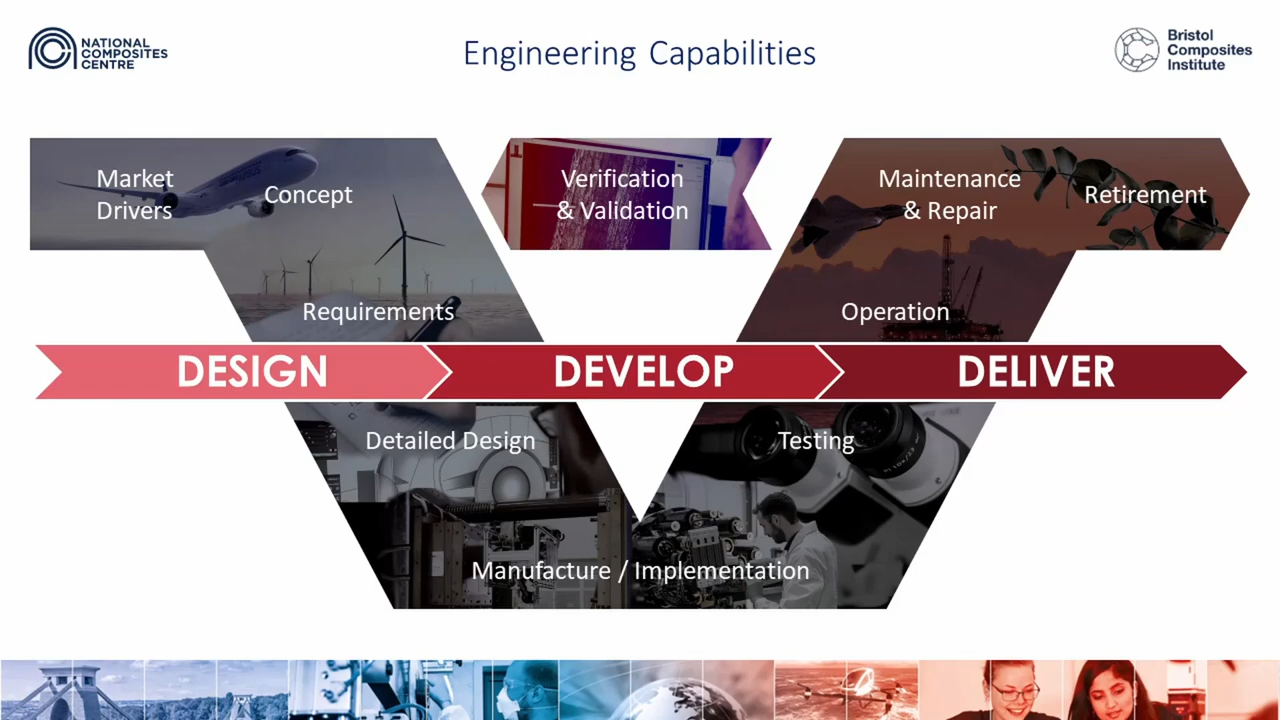 NATIONAL
COMPOSITES
CENTRE
Engineering Capabilities
Bristol
Composites
Institute
Market
Drivers
Concept
Verification
& Validation
Maintenance
& Repair
Retirement
Requirements
Operation
DESIGN
DEVELOP
DELIVER
Detailed Design
Testing
Manufacture / Implementation